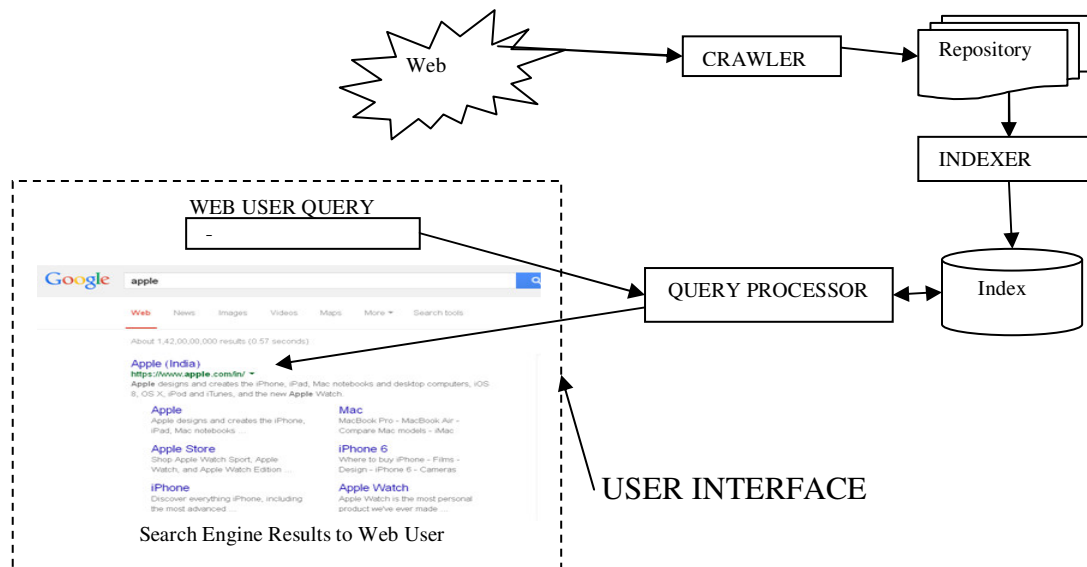 Web
CRAWLER
Repository
INDEXER
WEB USER QUERY
-
QUERY PROCESSOR
Index
Google
apple
Web News Images Videos Maps More Search tools
About 1,42,00,00,000 results (0.57 seconds)
Apple (India)
https://www.apple.com/in/
Apple designs and creates the iPhone, iPad, Mac notebooks and desktop computers, iOS
8, OS X, iPod and iTunes, and the new Apple Watch.
Apple
Apple designs and creates the iPhone,
iPad, Mac notebooks ...
Mac
MacBook Pro - MacBook Air -
Compare Mac models - iMac
Apple Store
Shop Apple Watch Sport, Apple
Watch, and Apple Watch Edition ...
iPhone 6
Where to buy iPhone - Films -
Design - iPhone 6 - Cameras
iPhone
Discover everything iPhone, including
the most advanced ...
Apple Watch
Apple Watch is the most personal
product we've ever made ...
USER INTERFACE
Search Engine Results to Web User